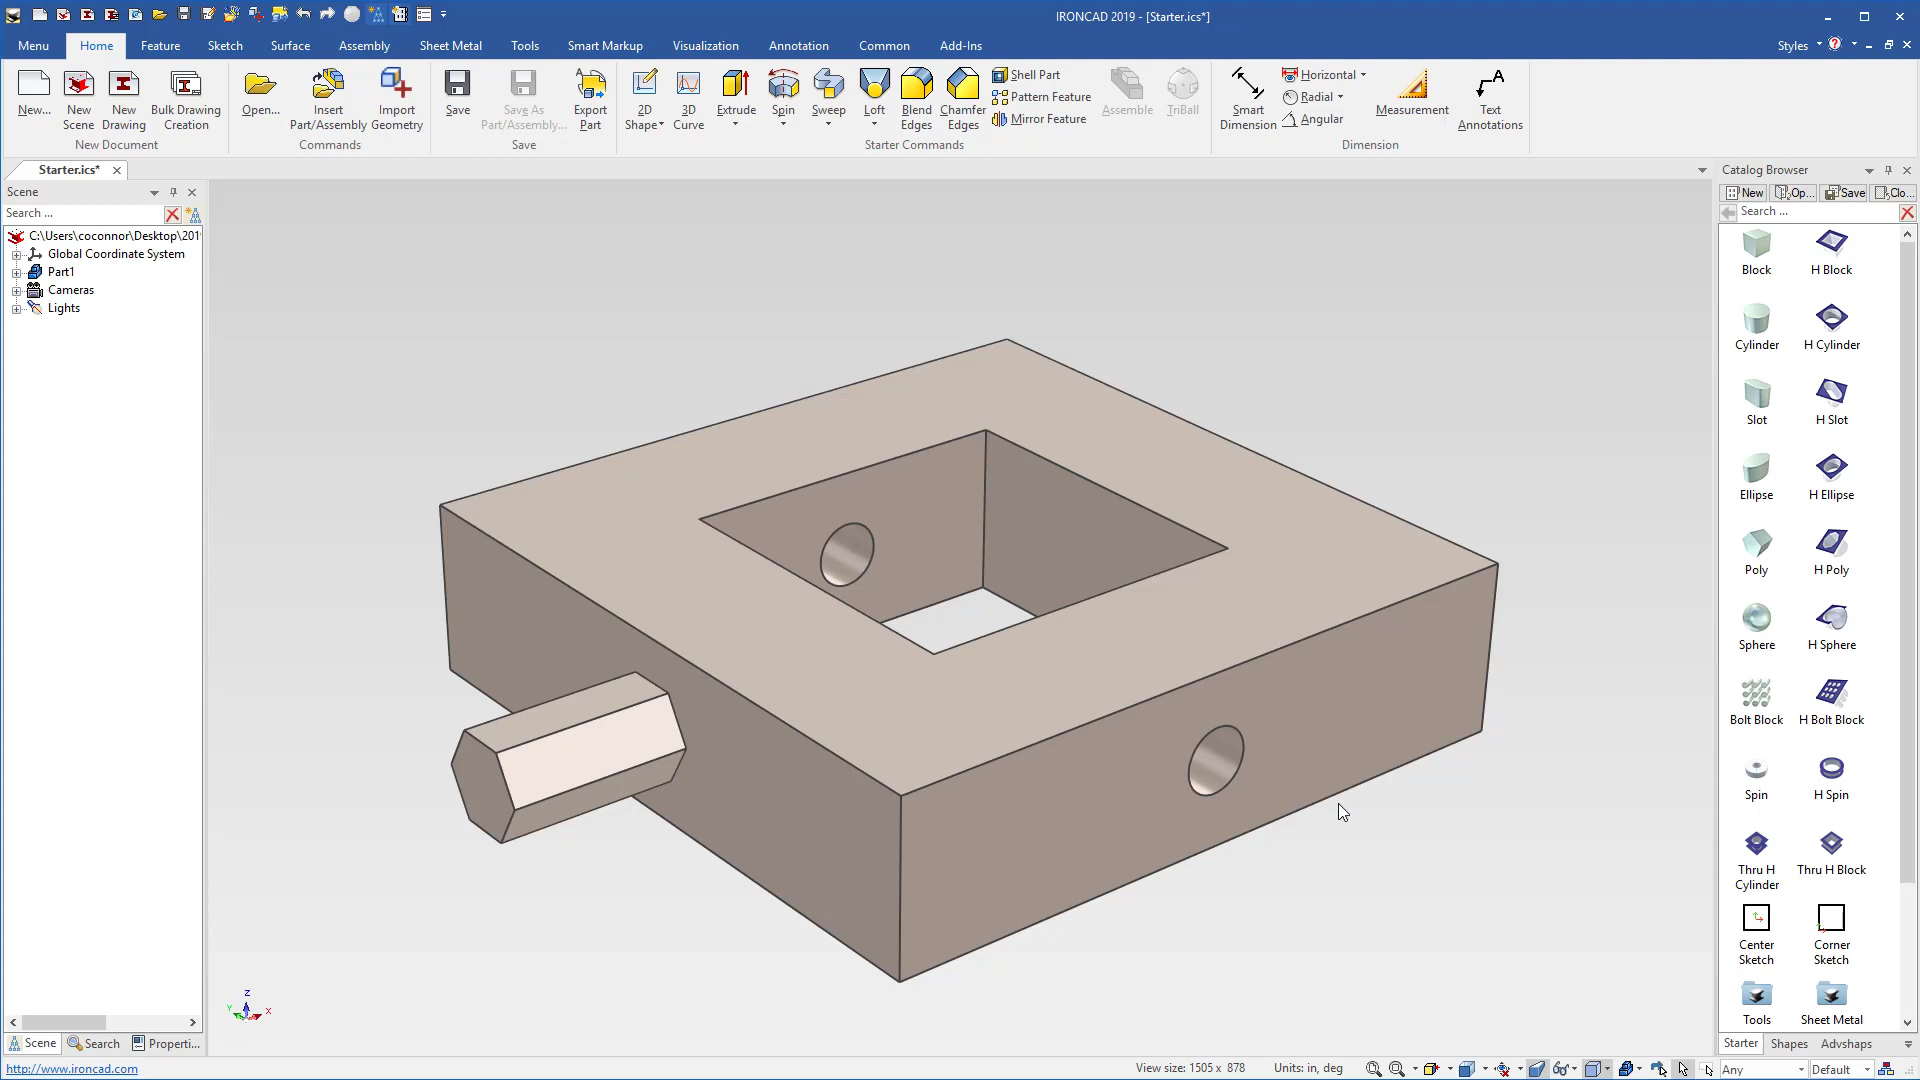 IRONCAD 2019 - [Starter.ics*]
Menu Home Feature Sketch Surface Assembly Sheet Metal Tools Smart Markup Visualization Annotation Common Add-Ins Styles
New... New Scene New Drawing Bulk Drawing Creation
New Document
Open... Insert Part/Assembly Import Geometry
Commands
Save Save As Part/Assembly... Export Part
Save
2D Shape 3D Curve Extrude Spin Sweep Loft Blend Edges Chamfer Edges
Shell Part
Pattern Feature
Mirror Feature
Assemble TriBall
Starter Commands
Smart Dimension
Horizontal
Radial
Angular
Measurement Text Annotations
Dimension
Starter.ics*
Scene
Search ...
C:\Users\coconnor\Desktop\201
Global Coordinate System
Part1
Cameras
Lights
Z
Y X
Scene Search Properti...
Catalog Browser
New Op... Save Clo...
Search ...
Block H Block
Cylinder H Cylinder
Slot H Slot
Ellipse H Ellipse
Poly H Poly
Sphere H Sphere
Bolt Block H Bolt Block
Spin H Spin
Thru H Cylinder Thru H Block
Center Sketch Corner Sketch
Tools Sheet Metal
Starter Shapes Advshaps
http://www.ironcad.com
View size: 1505 x 878 Units: in, deg Any Default